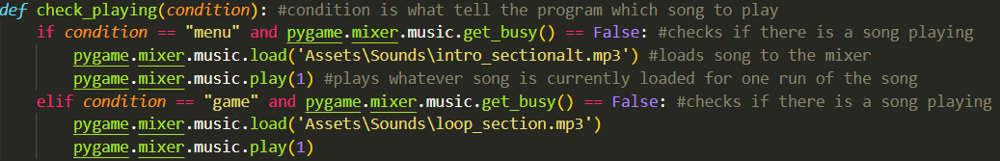 def check_playing(condition): #condition is what tell the program which song to play
    if condition == "menu" and pygame.mixer.music.get_busy() == False: #checks if there is a song playing
        pygame.mixer.music.load('Assets\Sounds\intro_sectionalt.mp3') #loads song to the mixer
        pygame.mixer.music.play(1) #plays whatever song is currently loaded for one run of the song
    elif condition == "game" and pygame.mixer.music.get_busy() == False: #checks if there is a song playing
        pygame.mixer.music.load('Assets\Sounds\loop_section.mp3')
        pygame.mixer.music.play(1)